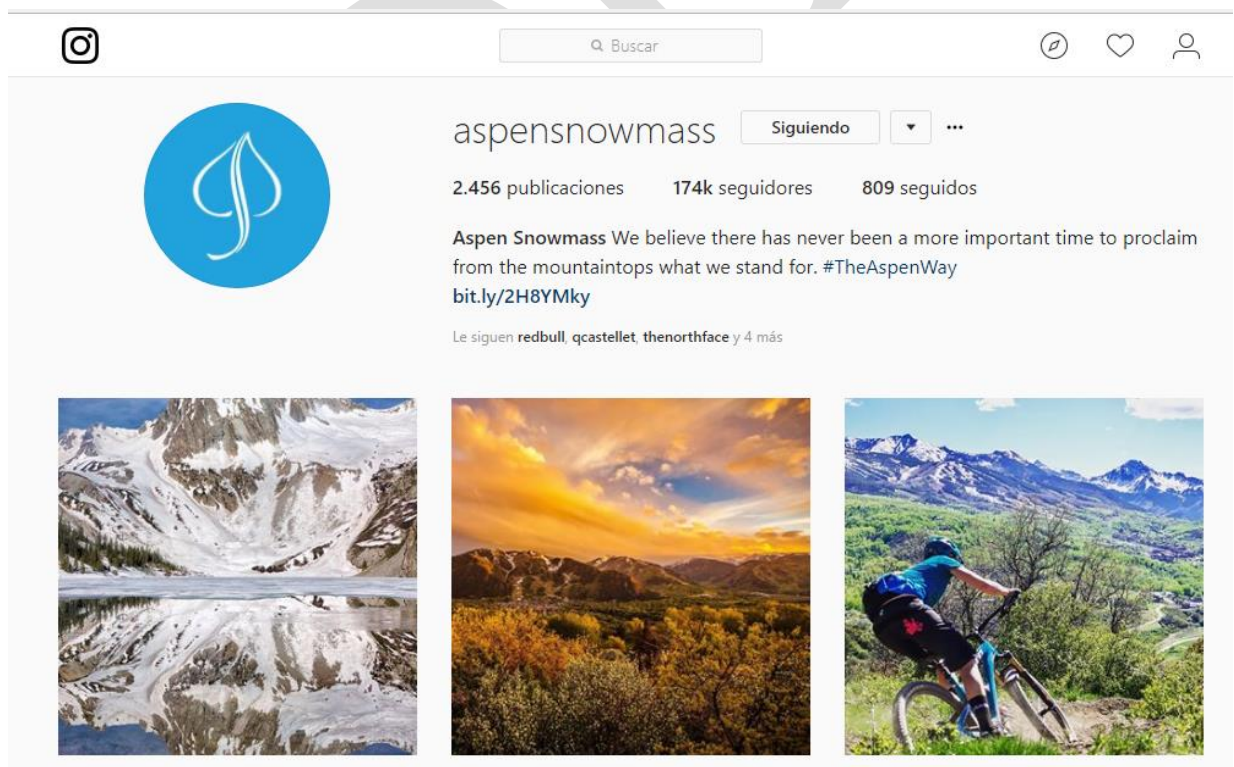 Buscar
aspensnowmass Siguiendo
2.456 publicaciones 174k seguidores 809 seguidos
Aspen Snowmass We believe there has never been a more important time to proclaim
from the mountaintops what we stand for. #TheAspenWay
bit.ly/2H8YMky
Le siguen redbull, qcastellet, thenorthface y 4 más